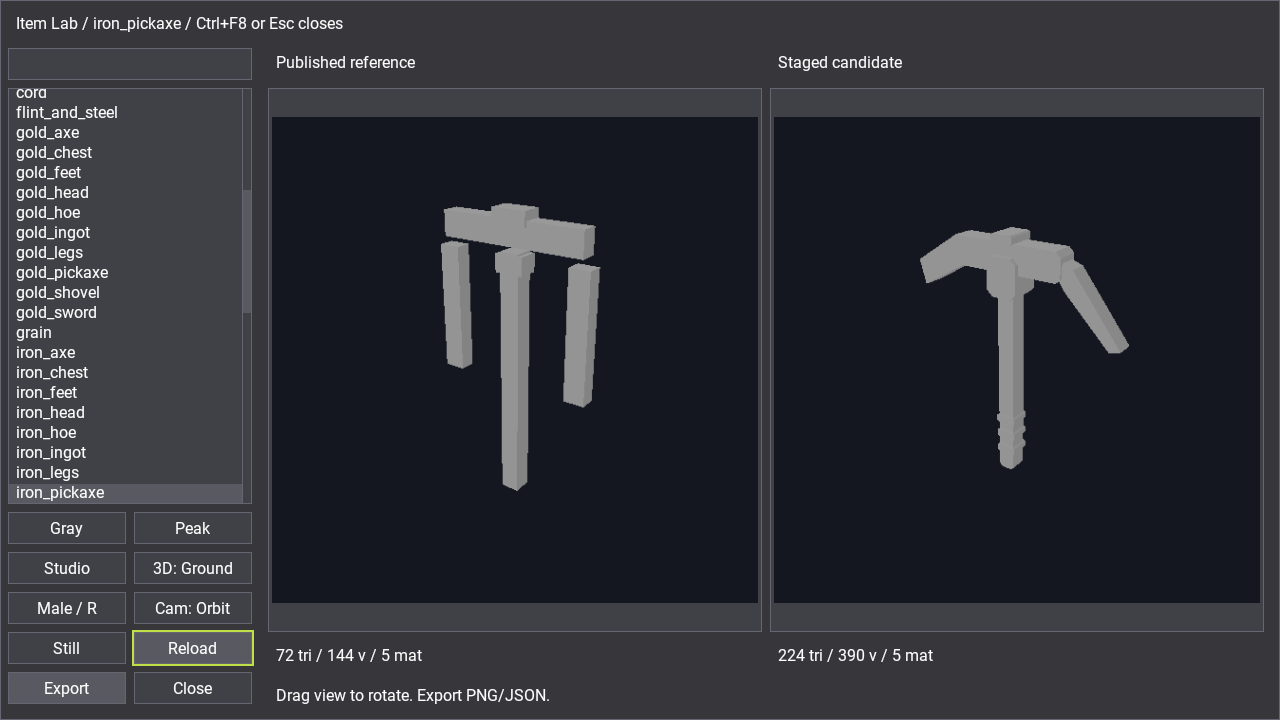 Item Lab / iron_pickaxe / Ctrl+F8 or Esc closes
Published reference
Staged candidate
cord
flint_and_steel
gold_axe
gold_chest
gold_feet
gold_head
gold_hoe
gold_ingot
gold_legs
gold_pickaxe
gold_shovel
gold_sword
grain
iron_axe
iron_chest
iron_feet
iron_head
iron_hoe
iron_ingot
iron_legs
iron_pickaxe
Gray
Peak
Studio
3D: Ground
Male / R
Cam: Orbit
Still
Reload
Export
Close
72 tri / 144 v / 5 mat
224 tri / 390 v / 5 mat
Drag view to rotate. Export PNG/JSON.